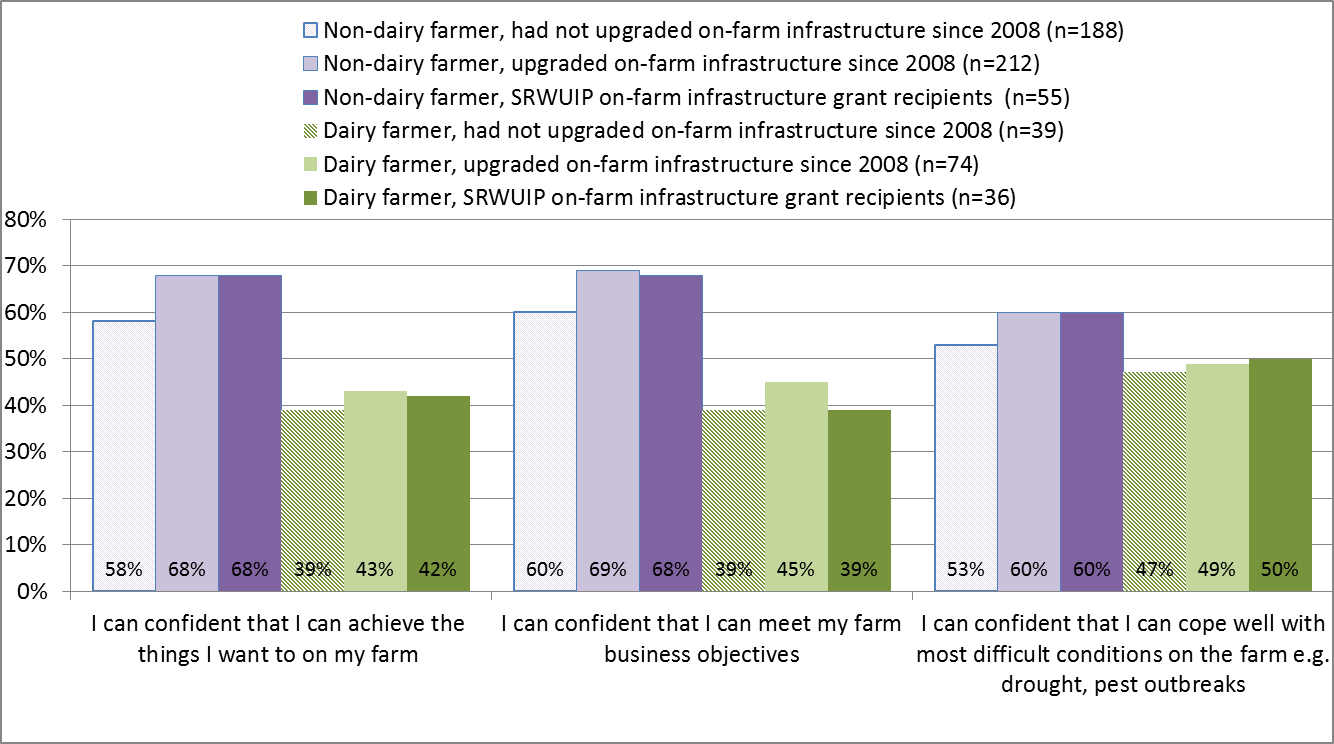 Non-dairy farmer, had not upgraded on-farm infrastructure since 2008 (n=188)
Non-dairy farmer, upgraded on-farm infrastructure since 2008 (n=212)
Non-dairy farmer, SRWUIP on-farm infrastructure grant recipients (n=55)
Dairy farmer, had not upgraded on-farm infrastructure since 2008 (n=39)
Dairy farmer, upgraded on-farm infrastructure since 2008 (n=74)
Dairy farmer, SRWUIP on-farm infrastructure grant recipients (n=36)
80%
70%
60%
50%
40%
30%
20%
10%
0%
58% 68% 68% 39% 43% 42% 60% 69% 68% 39% 45% 39% 53% 60% 60% 47% 49% 50%
I can confident that I can achieve the
things I want to on my farm
I can confident that I can meet my farm
business objectives
I can confident that I can cope well with
most difficult conditions on the farm e.g.
drought, pest outbreaks